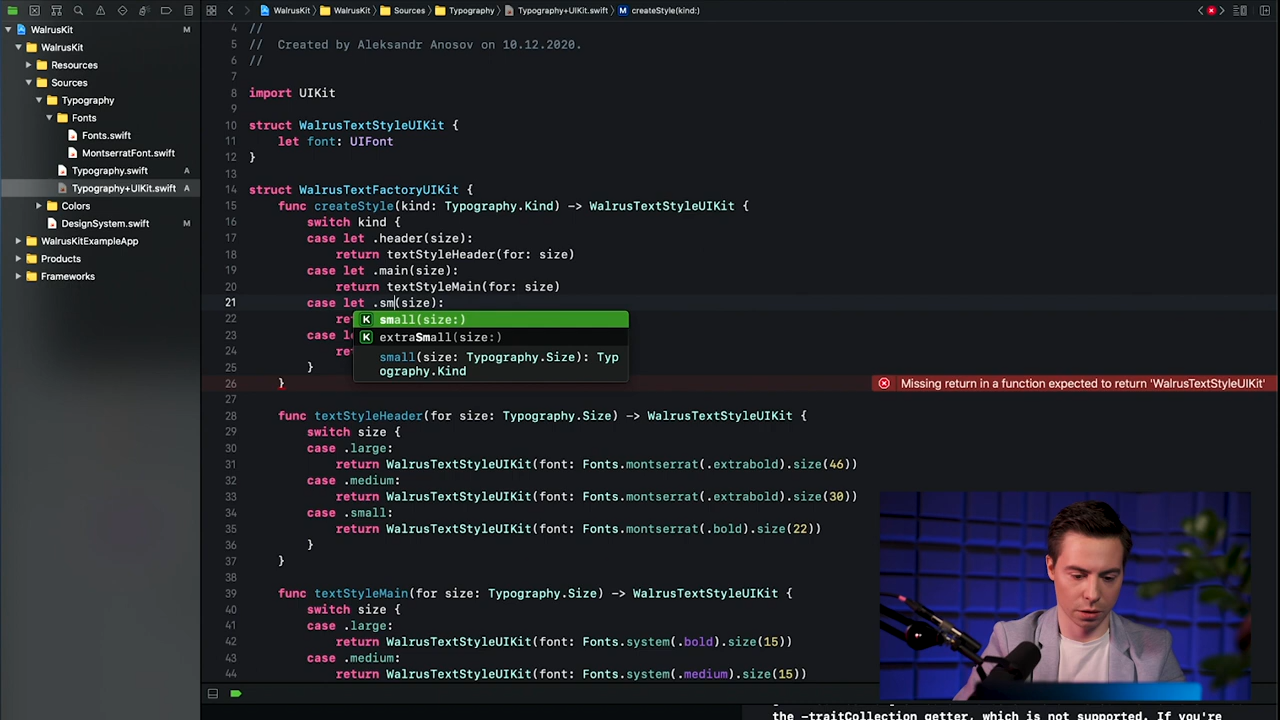 WalrusKit M
WalrusKit
Resources
Sources
Typography
Fonts
Fonts.swift
MontserratFont.swift
Typography.swift A
Typography+UIKit.swift A
Colors
DesignSystem.swift M
WalrusKitExampleApp
Products
Frameworks
WalrusKit WalrusKit Sources Typography Typography+UIKit.swift M createStyle(kind:)
4 //
5 // Created by Aleksandr Anosov on 10.12.2020.
6 //
7
8 import UIKit
9
10 struct WalrusTextStyleUIKit {
11 let font: UIFont
12 }
13
14 struct WalrusTextFactoryUIKit {
15 func createStyle(kind: Typography.Kind) -> WalrusTextStyleUIKit {
16 switch kind {
17 case let .header(size):
18 return textStyleHeader(for: size)
19 case let .main(size):
20 return textStyleMain(for: size)
21 case let .sm(size):
22 re
K small(size:)
23 case le
K extraSmall(size:)
24 re
small(size: Typography.Size): Typ
ography.Kind
25 }
26 } Missing return in a function expected to return 'WalrusTextStyleUIKit'
27
28 func textStyleHeader(for size: Typography.Size) -> WalrusTextStyleUIKit {
29 switch size {
30 case .large:
31 return WalrusTextStyleUIKit(font: Fonts.montserrat(.extrabold).size(46))
32 case .medium:
33 return WalrusTextStyleUIKit(font: Fonts.montserrat(.extrabold).size(30))
34 case .small:
35 return WalrusTextStyleUIKit(font: Fonts.montserrat(.bold).size(22))
36 }
37 }
38
39 func textStyleMain(for size: Typography.Size) -> WalrusTextStyleUIKit {
40 switch size {
41 case .large:
42 return WalrusTextStyleUIKit(font: Fonts.system(.bold).size(15))
43 case .medium:
44 return WalrusTextStyleUIKit(font: Fonts.system(.medium).size(15))
the -traitCollection getter, which is not supported. If you're